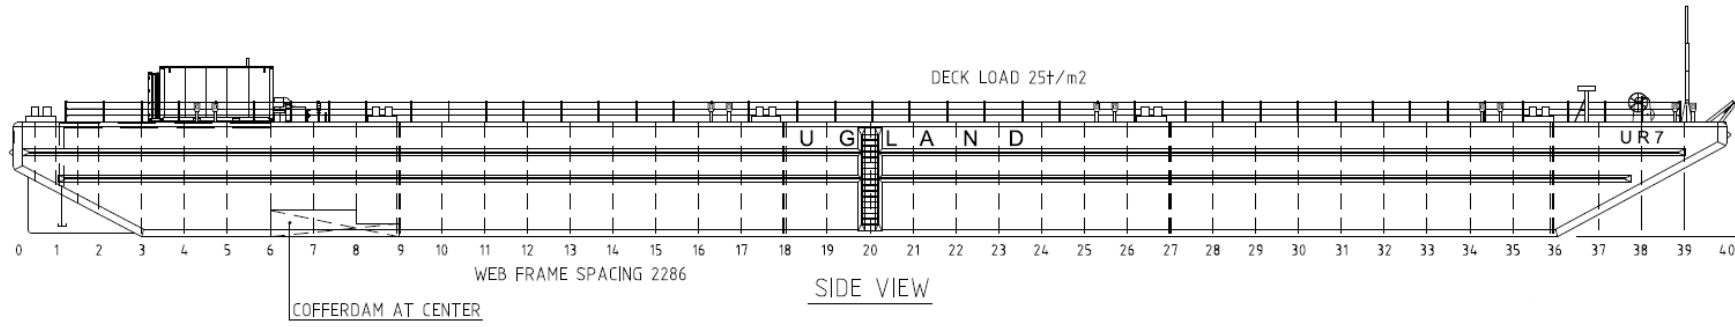 DECK LOAD 25t/m2
UGLAND
UR7
0 1 2 3 4 5 6 7 8 9 10 11 12 13 14 15 16 17 18 19 20 21 22 23 24 25 26 27 28 29 30 31 32 33 34 35 36 37 38 39 40
WEB FRAME SPACING 2286
SIDE VIEW
COFFERDAM AT CENTER